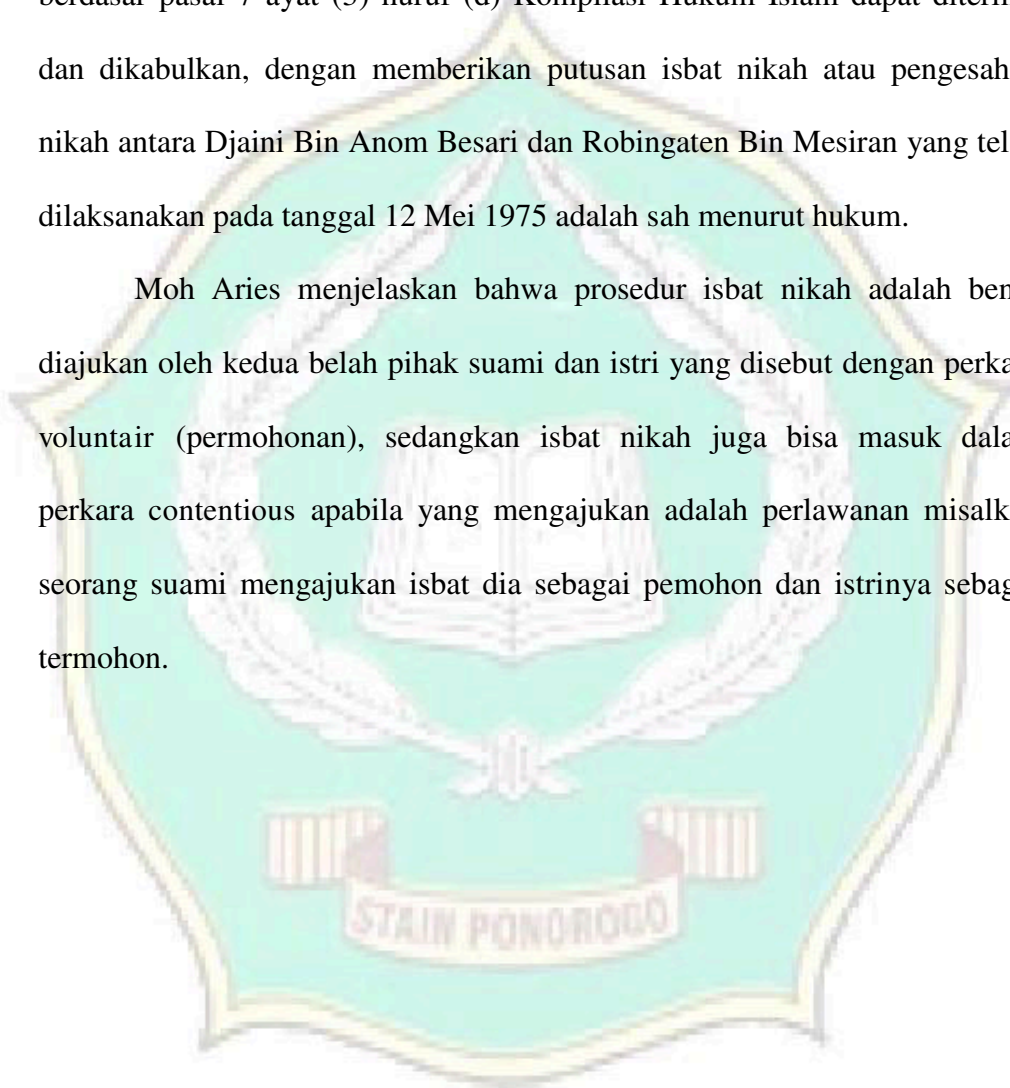 berdasar pasal 7 ayat (3) huruf (d) Kompilasi Hukum Islam dapat diterim
dan dikabulkan, dengan memberikan putusan isbat nikah atau pengesah
nikah antara Djaini Bin Anom Besari dan Robingaten Bin Mesiran yang tel
dilaksanakan pada tanggal 12 Mei 1975 adalah sah menurut hukum.
Moh Aries menjelaskan bahwa prosedur isbat nikah adalah ben
diajukan oleh kedua belah pihak suami dan istri yang disebut dengan perka
voluntair (permohonan), sedangkan isbat nikah juga bisa masuk dala
perkara contentious apabila yang mengajukan adalah perlawanan misalk
seorang suami mengajukan isbat dia sebagai pemohon dan istrinya sebag
termohon.
STAIN PONOROGO